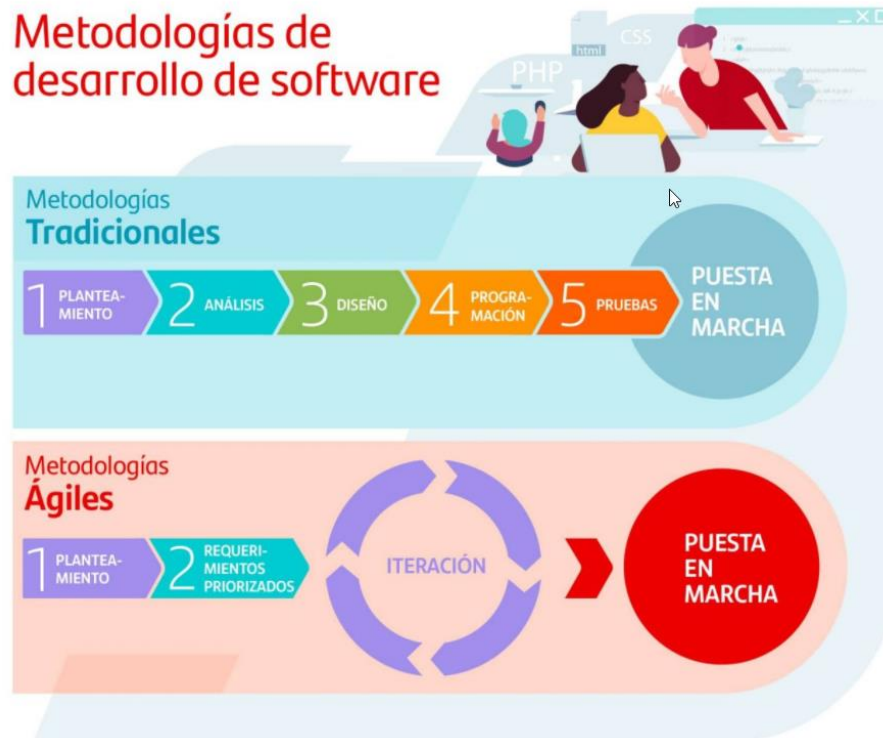 Metodologías de
desarrollo de software
PHP
html
CSS
Metodologías
Tradicionales
1 PLANTEA-
MIENTO
2 ANÁLISIS
3 DISEÑO
4 PROGRA-
MACIÓN
5 PRUEBAS
PUESTA
EN
MARCHA
Metodologías
Ágiles
1 PLANTEA-
MIENTO
2 REQUERI-
MIENTOS
PRIORIZADOS
ITERACIÓN
PUESTA
EN
MARCHA